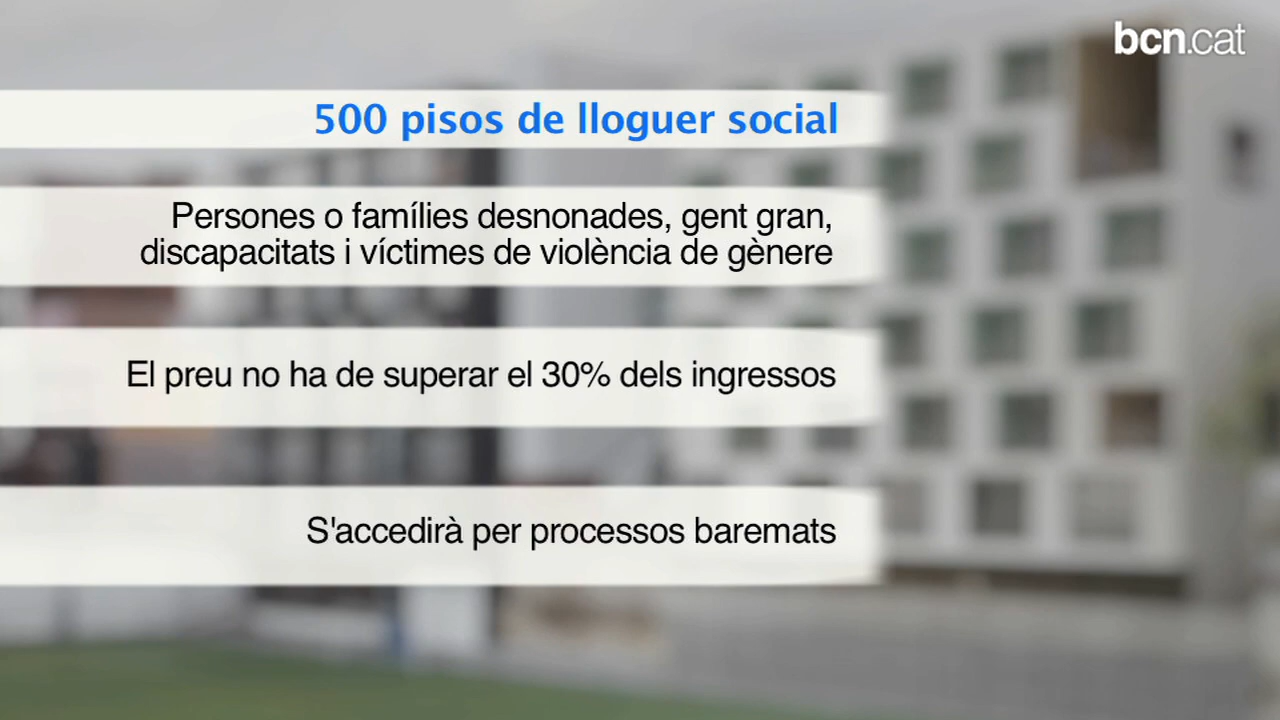 bcn.cat
500 pisos de lloguer social
Persones o famílies desnonades, gent gran,
discapacitats i víctimes de violència de gènere
El preu no ha de superar el 30% dels ingressos
S'accedirà per processos baremats